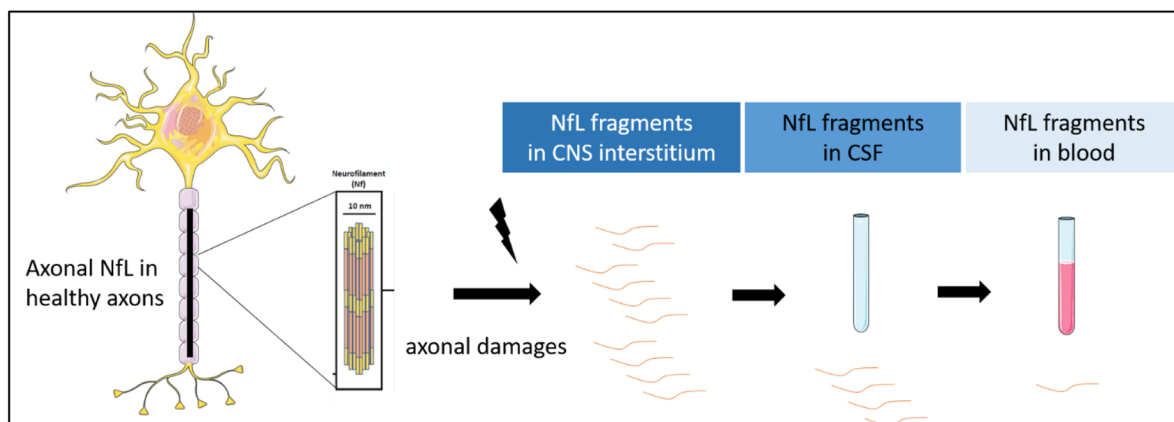 NfL fragments
in CNS interstitium
NfL fragments
in CSF
NfL fragments
in blood
Neurofilament
(Nf)
10 nm
Axonal NfL in
healthy axons
axonal damages